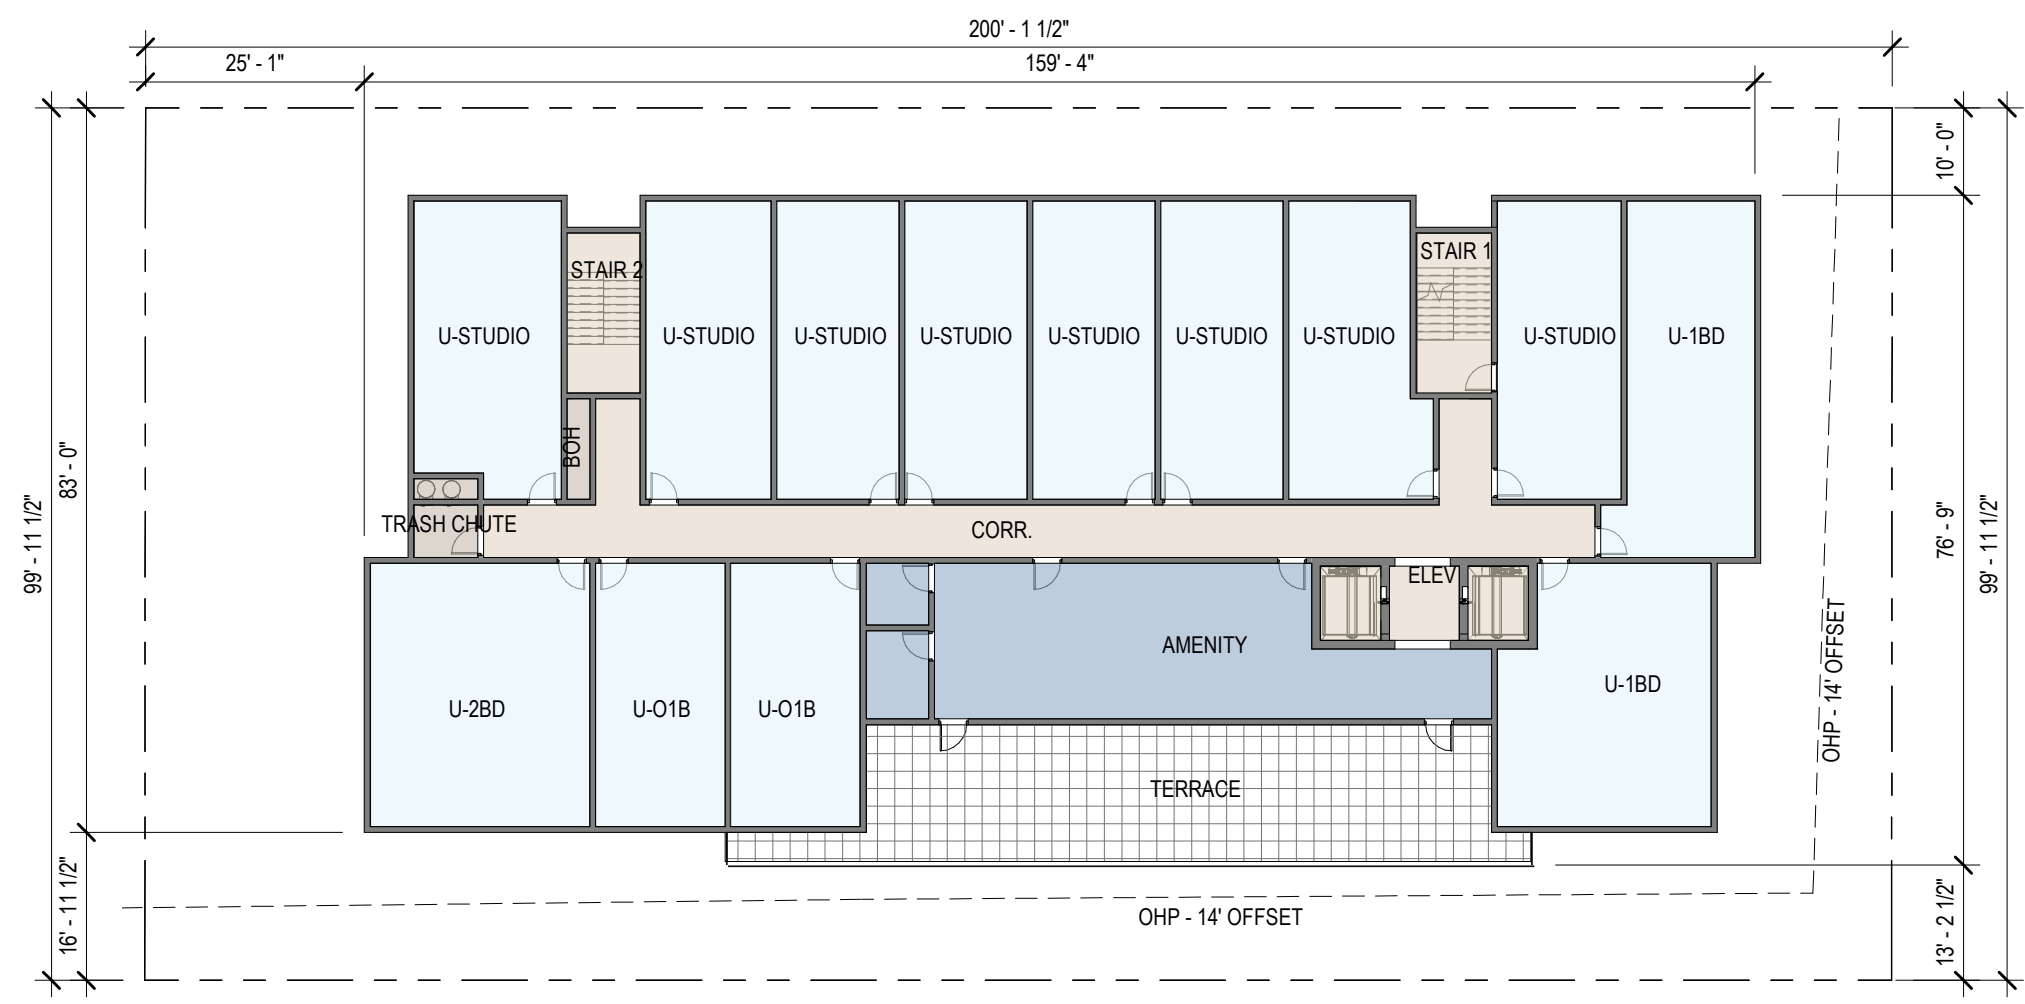 200' - 1 1/2"
25' - 1"
159' - 4"
10' - 0"
STAIR 2
STAIR 1
U-STUDIO
U-STUDIO
U-STUDIO
U-STUDIO
U-STUDIO
U-STUDIO
U-STUDIO
U-STUDIO
U-1BD
BOH
83' - 0"
99' - 11 1/2"
TRASH CHUTE
CORR.
76' - 9"
99' - 11 1/2"
ELEV
AMENITY
U-2BD
U-O1B
U-O1B
U-1BD
OHP - 14' OFFSET
TERRACE
16' - 11 1/2"
OHP - 14' OFFSET
13' - 2 1/2"